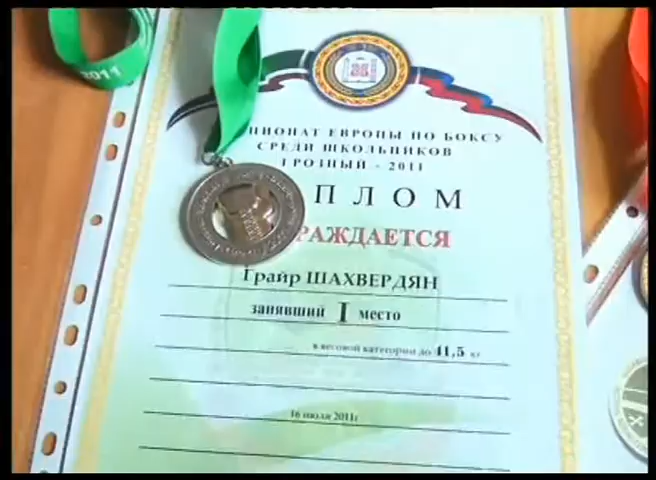 2011
ПИОНАТ ЕВРОПЫ ПО БОКСУ
СРЕДИ ШКОЛЬНИКОВ
ГРОЗНЫЙ - 2011
ПЛОМ
РАЖДАЕТСЯ
Грайр ШАХВЕРДЯН
занявший I место
в весовой категории до 41,5 кг
16 июля 2011г